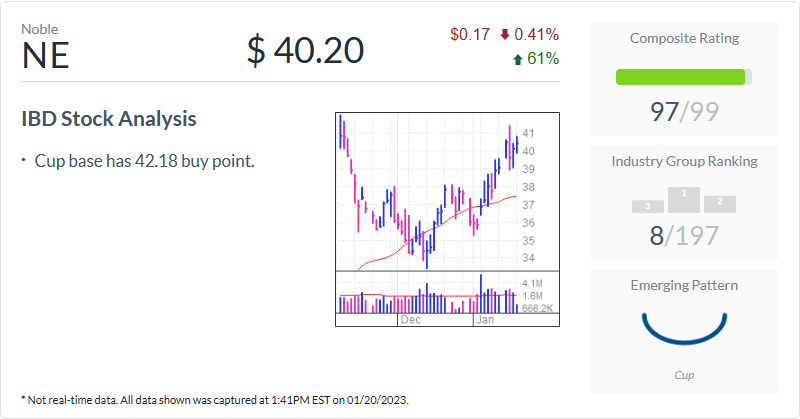 Noble
NE
$ 40.20
$0.17 0.41%
61%
IBD Stock Analysis
• Cup base has 42.18 buy point.
41
40
39
38
37
36
35
34
4.1M
1.6M
666.2K
Dec
Jan
Composite Rating
97/99
Industry Group Ranking
3
1
2
8/197
Emerging Pattern
Cup
* Not real-time data. All data shown was captured at 1:41PM EST on 01/20/2023.